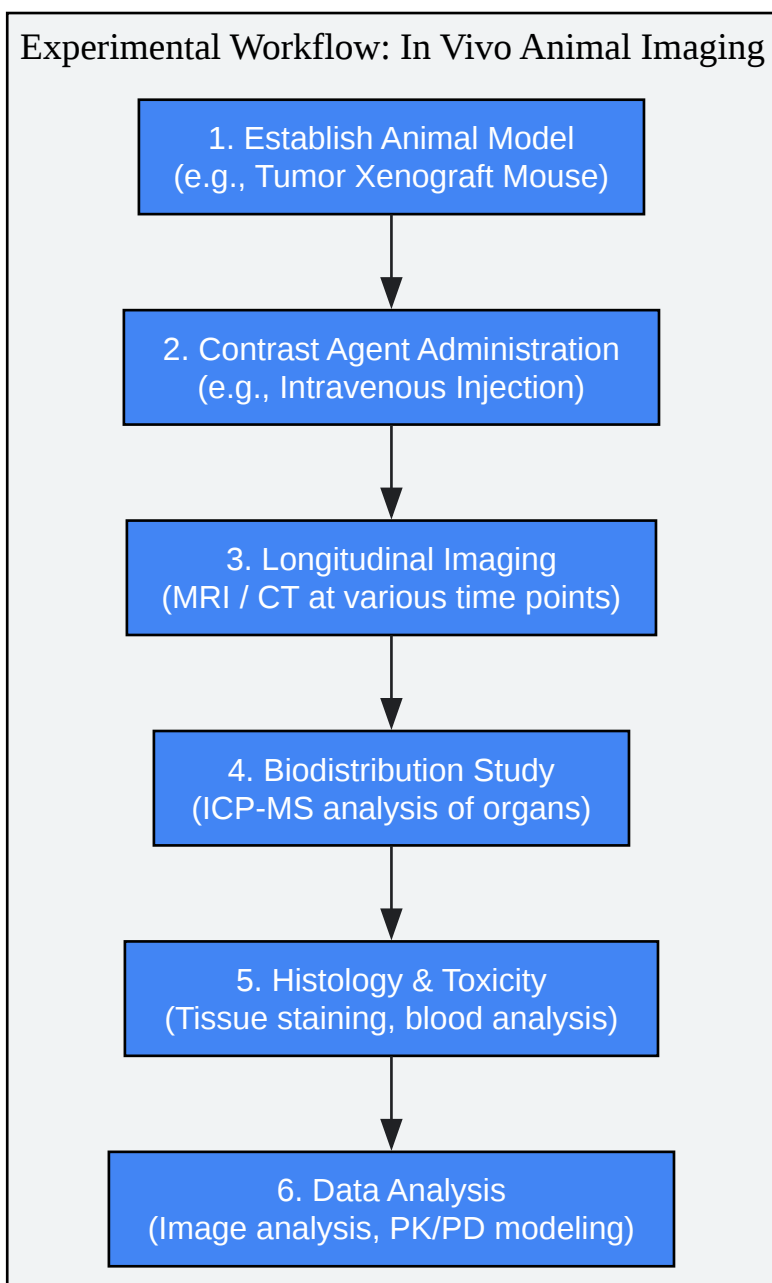 Experimental Workflow: In Vivo Animal Imaging
1. Establish Animal Model
(e.g., Tumor Xenograft Mouse)
2. Contrast Agent Administration
(e.g., Intravenous Injection)
3. Longitudinal Imaging
(MRI / CT at various time points)
4. Biodistribution Study
(ICP-MS analysis of organs)
5. Histology & Toxicity
(Tissue staining, blood analysis)
6. Data Analysis
(Image analysis, PK/PD modeling)